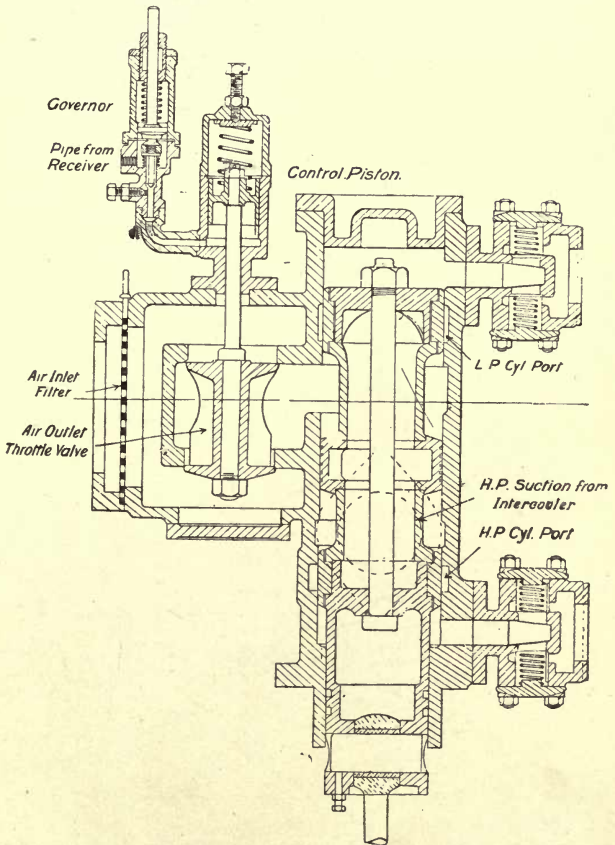 Governor
Pipe from
Receiver
Control.Piston.
Air Inlet
Filter
Air Outlet
Throttle Valve
L P Cyl Port
H.P. Suction from
Intercooler
H.P Cyl. Port